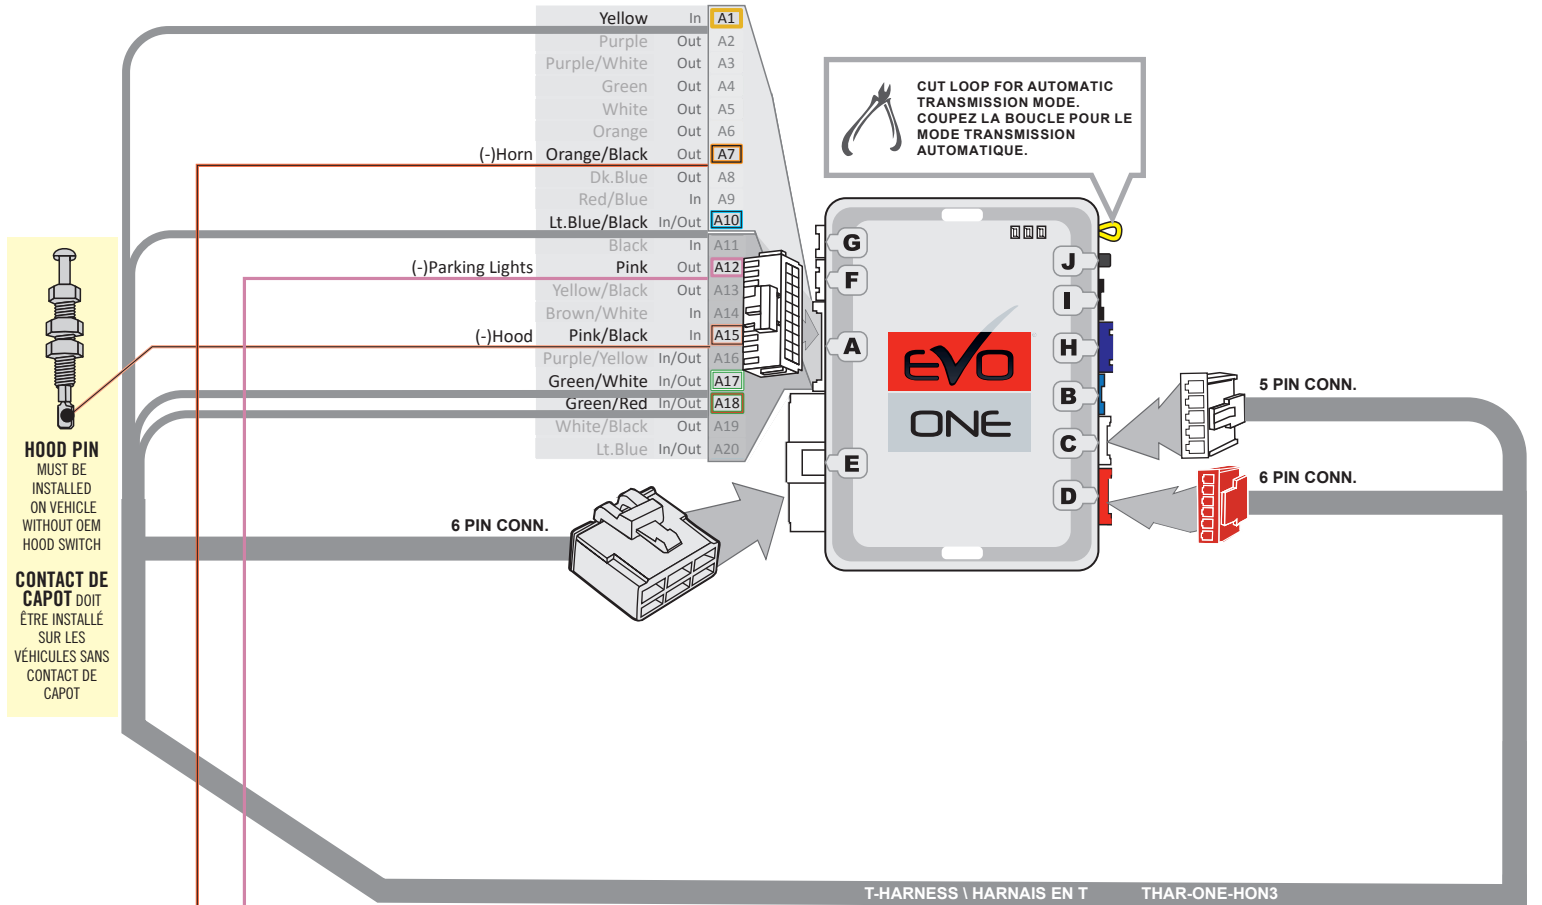 Yellow In A1
Purple Out A2
Purple/White Out A3
Green Out A4
White Out A5
Orange Out A6
(-)Horn Orange/Black Out A7
Dk.Blue Out A8
Red/Blue In A9
Lt.Blue/Black In/Out A10
Black In A11
(-)Parking Lights Pink Out A12
Yellow/Black Out A13
Brown/White In A14
(-)Hood Pink/Black In A15
Purple/Yellow In/Out A16
Green/White In/Out A17
Green/Red In/Out A18
White/Black Out A19
Lt.Blue In/Out A20
CUT LOOP FOR AUTOMATIC
TRANSMISSION MODE.
COUPEZ LA BOUCLE POUR LE
MODE TRANSMISSION
AUTOMATIQUE.
G
F
A
E
J
I
H
B
C
D
EVO
ONE
HOOD PIN
MUST BE
INSTALLED
ON VEHICLE
WITHOUT OEM
HOOD SWITCH
CONTACT DE
CAPOT DOIT
ÊTRE INSTALLÉ
SUR LES
VÉHICULES SANS
CONTACT DE
CAPOT
6 PIN CONN.
5 PIN CONN.
6 PIN CONN.
T-HARNESS \ HARNAIS EN T THAR-ONE-HON3